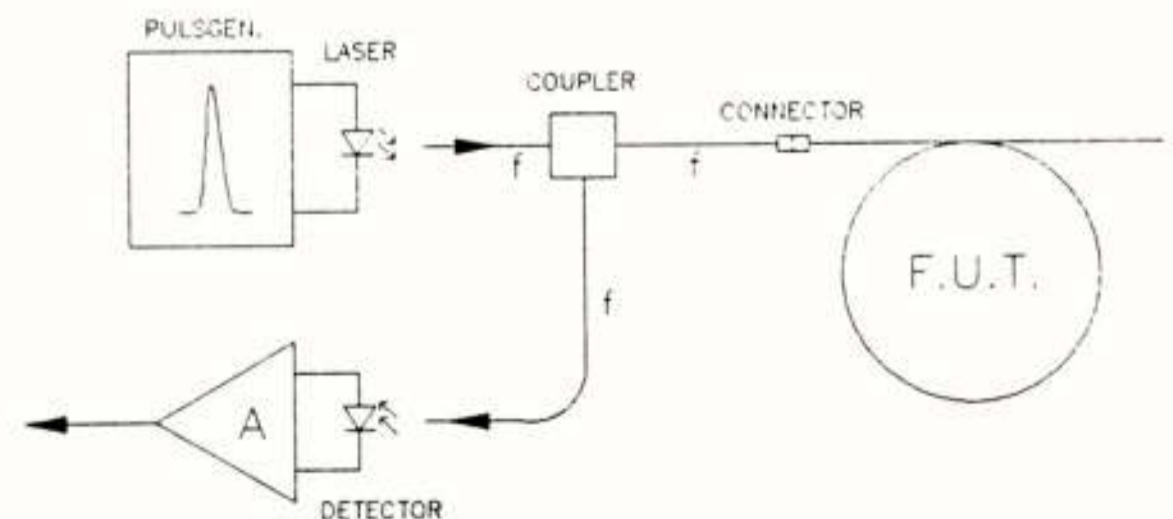 PULSGEN.
LASER
COUPLER
CONNECTOR
f
f
F.U.T.
f
A
DETECTOR